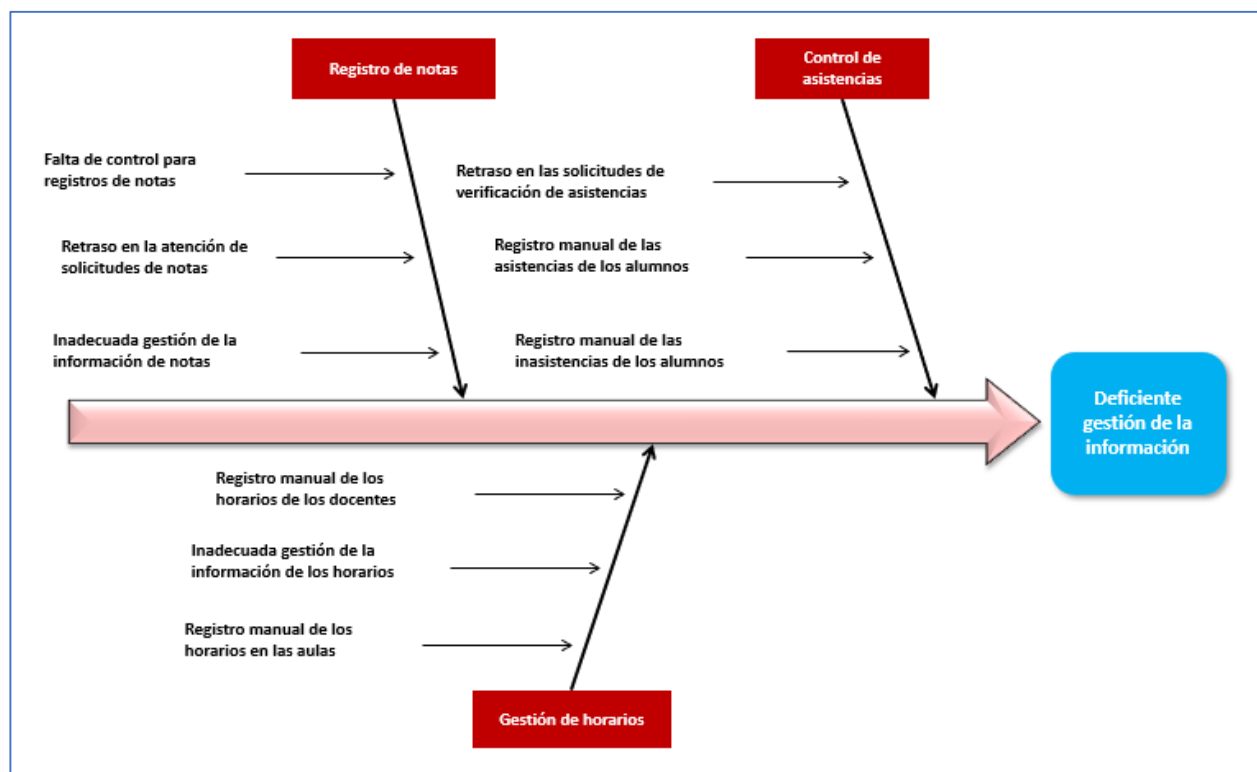 Registro de notas
Control de
asistencias
Falta de control para
registros de notas
Retraso en las solicitudes de
verificación de asistencias
Retraso en la atención de
solicitudes de notas
Registro manual de las
asistencias de los alumnos
Inadecuada gestión de la
información de notas
Registro manual de las
inasistencias de los alumnos
Deficiente
gestión de la
información
Registro manual de los
horarios de los docentes
Inadecuada gestión de la
información de los horarios
Registro manual de los
horarios en las aulas
Gestión de horarios